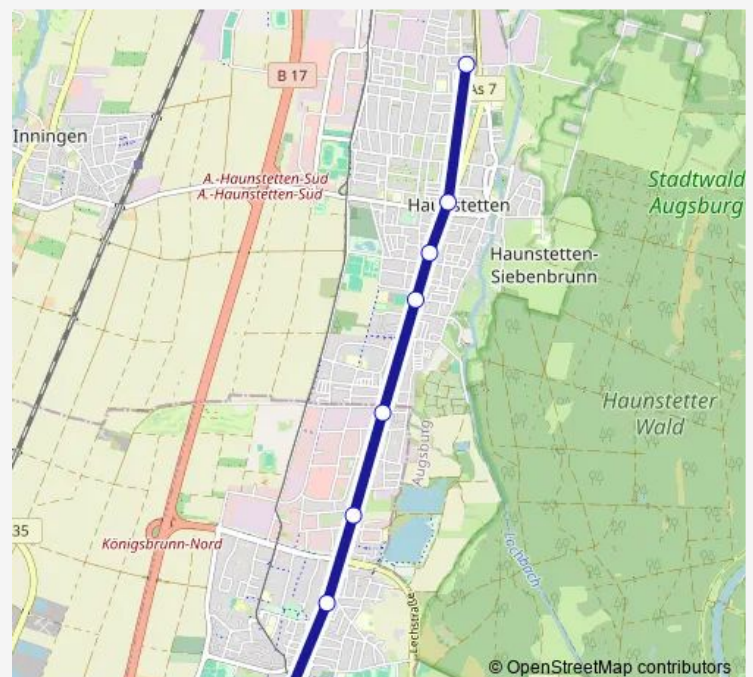 B 17
As 7
Inningen
A.-Haunstetten-Süd
A.-Haunstetten-Süd
Stadtwald
Augsburg
Haunstetten
Haunstetten-
Siebenbrunn
Haunstetter
Wald
Augsburg
35
Königsbrunn-Nord
Lochbach
Lechstraße
© OpenStreetMap contributors